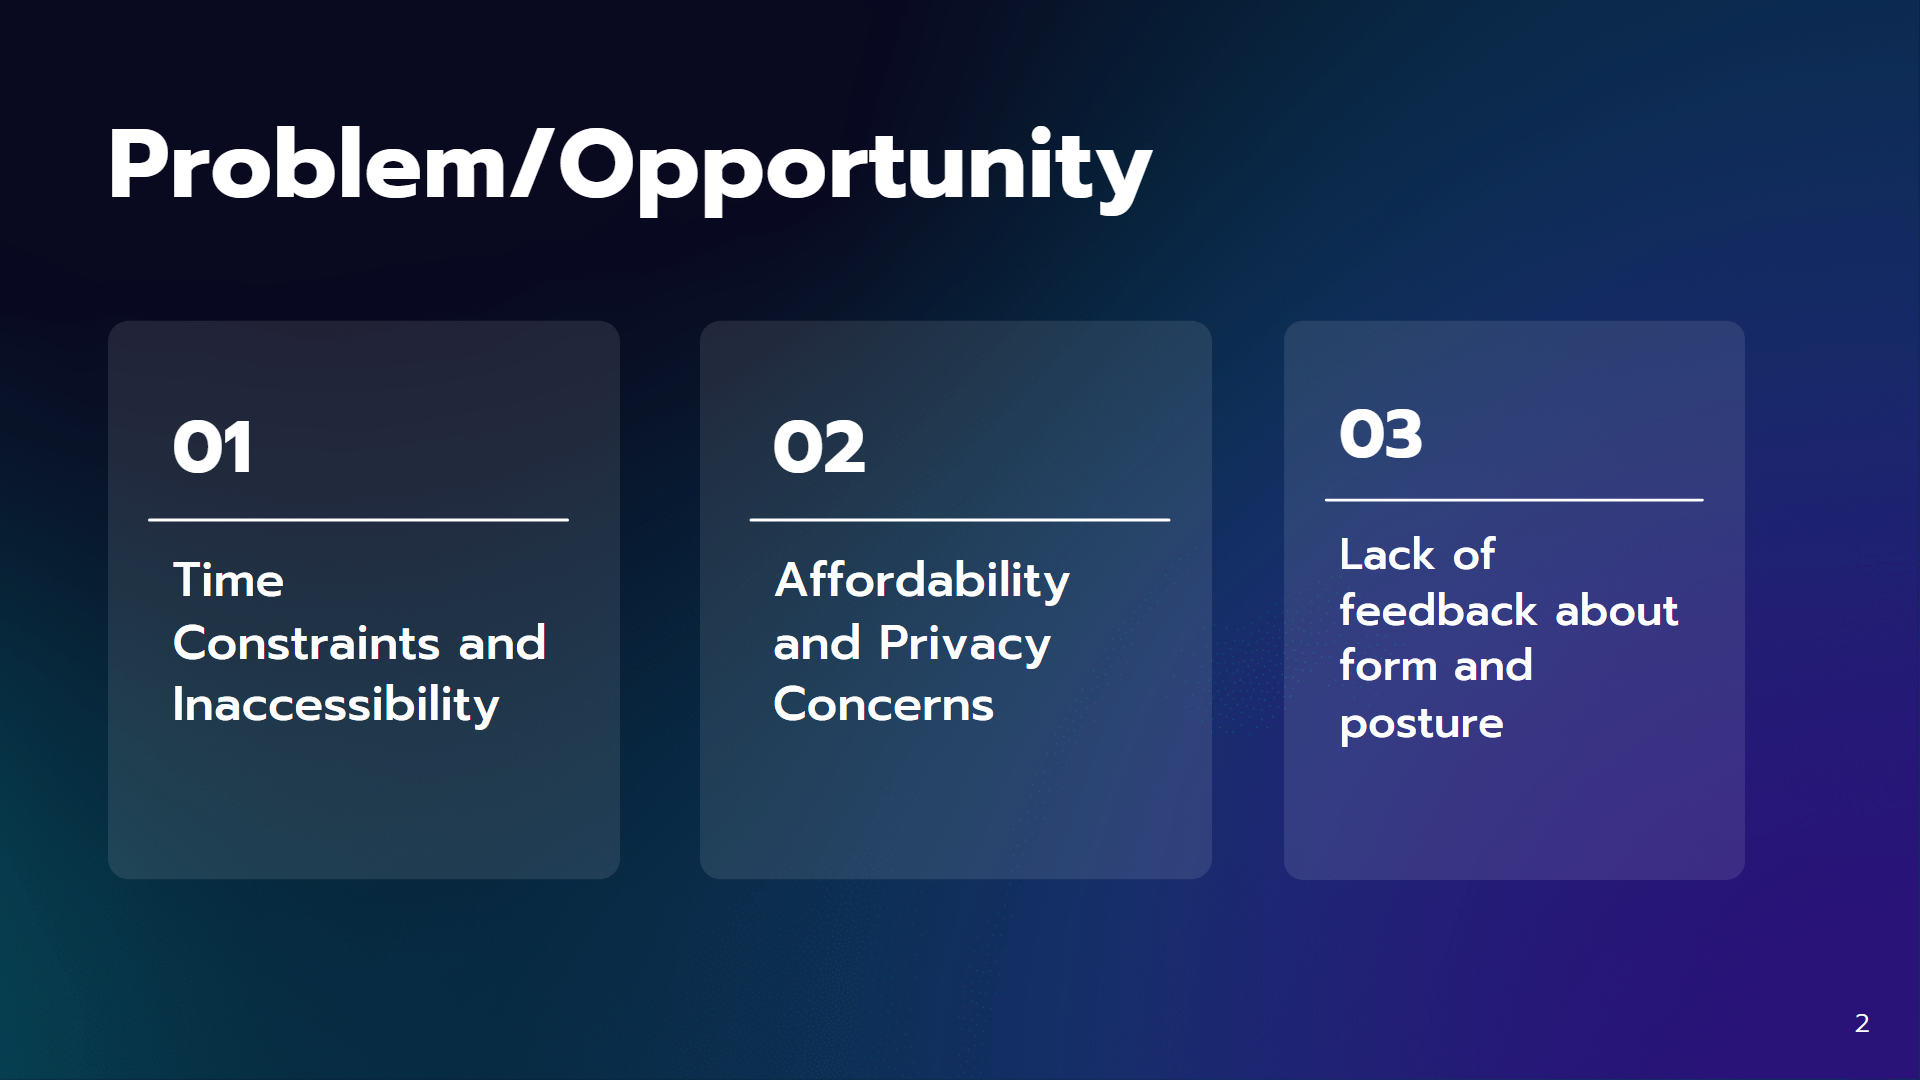 Problem/Opportunity
01
Time
Constraints and
Inaccessibility
02
Affordability
and Privacy
Concerns
03
Lack of
feedback about
form and
posture
2